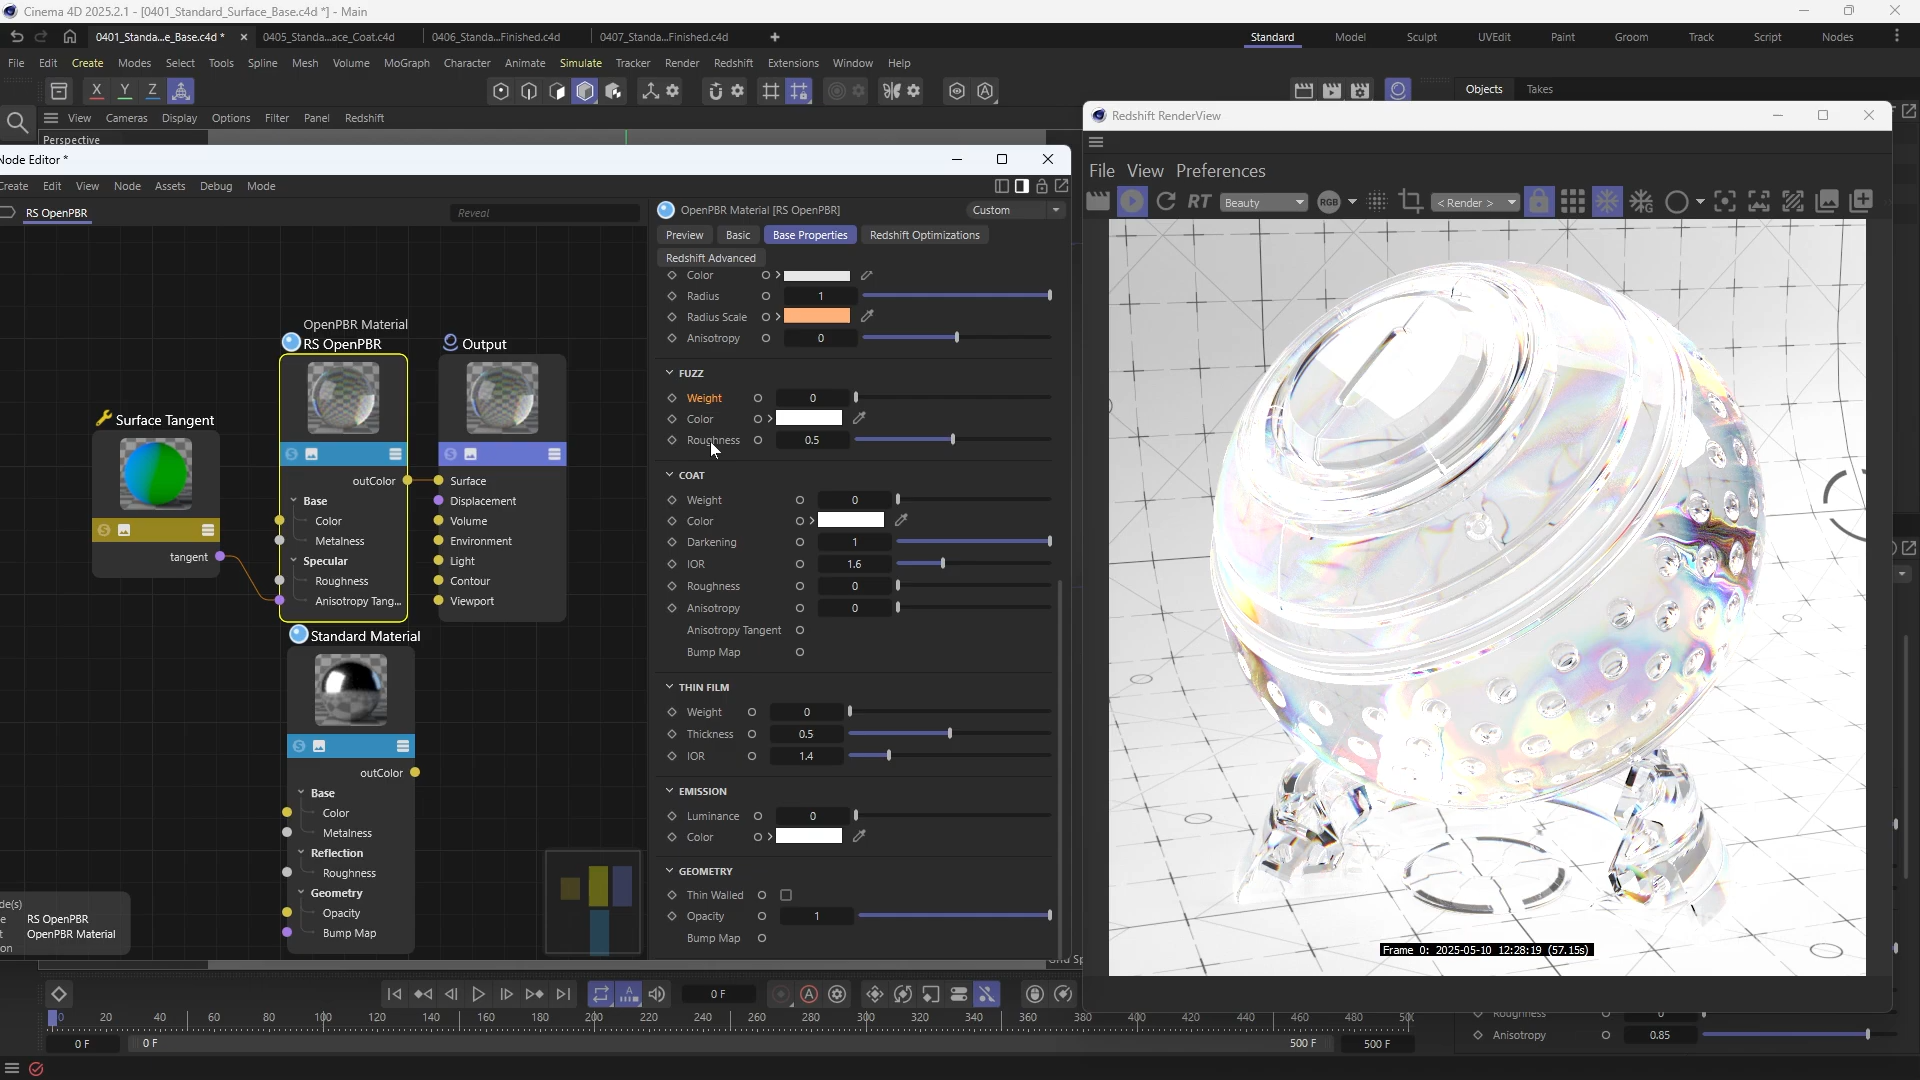 Cinema 4D 2025.2.1 - [0401_Standard_Surface_Base.c4d *] - Main
0401_Standa...e_Base.c4d *
0405_Standa...ace_Coat.c4d
0406_Standa...Finished.c4d
0407_Standa...Finished.c4d
Standard Model Sculpt UVEdit Paint Groom Track Script Nodes
File Edit Create Modes Select Tools Spline Mesh Volume MoGraph Character Animate Simulate Tracker Render Redshift Extensions Window Help
X Y Z
Objects Takes
View Cameras Display Options Filter Panel Redshift
Perspective
Redshift RenderView
File View Preferences
RT Beauty RGB < Render >
Node Editor *
Create Edit View Node Assets Debug Mode
RS OpenPBR
Reveal
OpenPBR Material [RS OpenPBR]
Custom
Preview Basic Base Properties Redshift Optimizations
Redshift Advanced
Color
Radius 1
Radius Scale
Anisotropy 0
FUZZ
Weight 0
Color
Roughness 0.5
COAT
Weight 0
Color
Darkening 1
IOR 1.6
Roughness 0
Anisotropy 0
Anisotropy Tangent
Bump Map
THIN FILM
Weight 0
Thickness 0.5
IOR 1.4
EMISSION
Luminance 0
Color
GEOMETRY
Thin Walled
Opacity 1
Bump Map
Surface Tangent
tangent
OpenPBR Material
RS OpenPBR
outColor
Base
Color
Metalness
Specular
Roughness
Anisotropy Tang...
Output
Surface
Displacement
Volume
Environment
Light
Contour
Viewport
Standard Material
outColor
Base
Color
Metalness
Reflection
Roughness
Geometry
Opacity
Bump Map
de(s)
RS OpenPBR
OpenPBR Material
Frame 0: 2025-05-10 12:28:19 (57.15s)
0 F
0 20 40 60 80 100 120 140 160 180 200 220 240 260 280 300 320 340 360 380 400 420 440 460 480 50
0 F
0 F
500 F
500 F
Roughness 0
Anisotropy 0.85